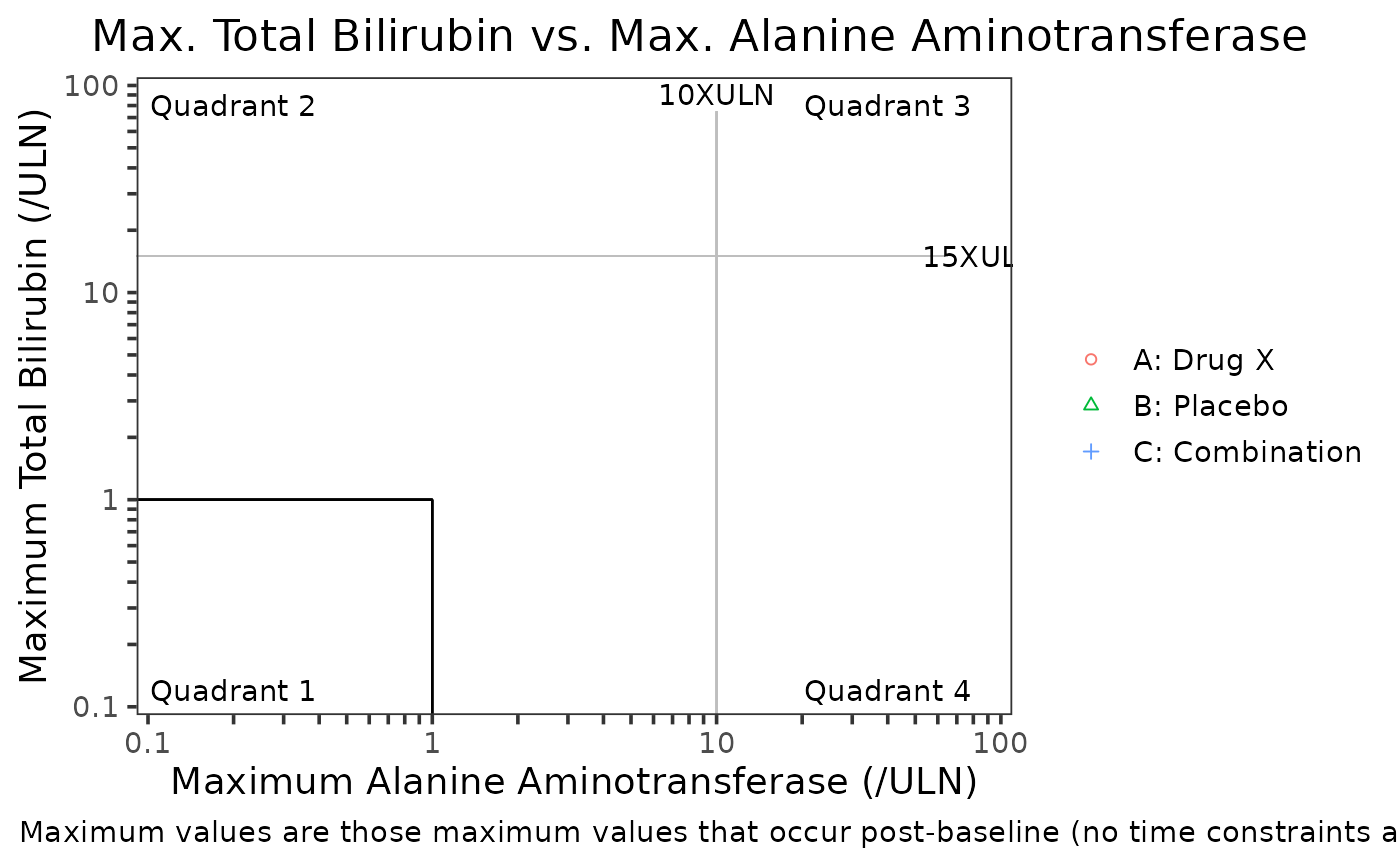 Max. Total Bilirubin vs. Max. Alanine Aminotransferase
Maximum Total Bilirubin (/ULN)
100
10
1
0.1
Quadrant 2
10XULN
Quadrant 3
15XUL
Quadrant 1
Quadrant 4
A: Drug X
B: Placebo
C: Combination
0.1
1
10
100
Maximum Alanine Aminotransferase (/ULN)
Maximum values are those maximum values that occur post-baseline (no time constraints a